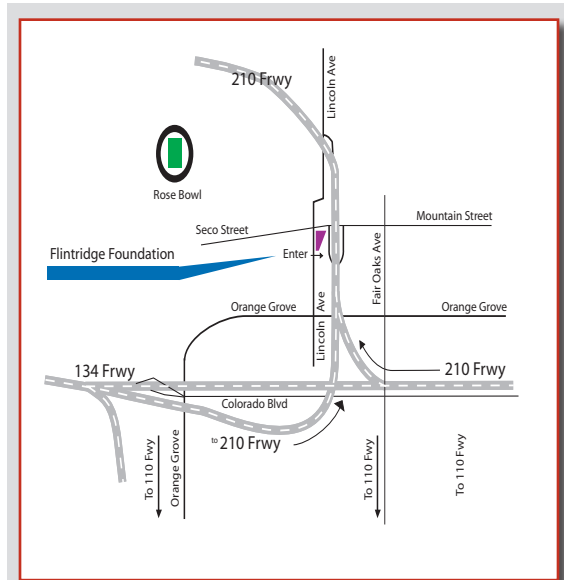 210 Frwy
Lincoln Ave
Rose Bowl
Mountain Street
Seco Street
Flintridge Foundation
Enter
Fair Oaks Ave
Lincoln Ave
Orange Grove
Orange Grove
134 Frwy
210 Frwy
Colorado Blvd
to 210 Frwy
To 110 Fwy
Orange Grove
To 110 Fwy
To 110 Fwy